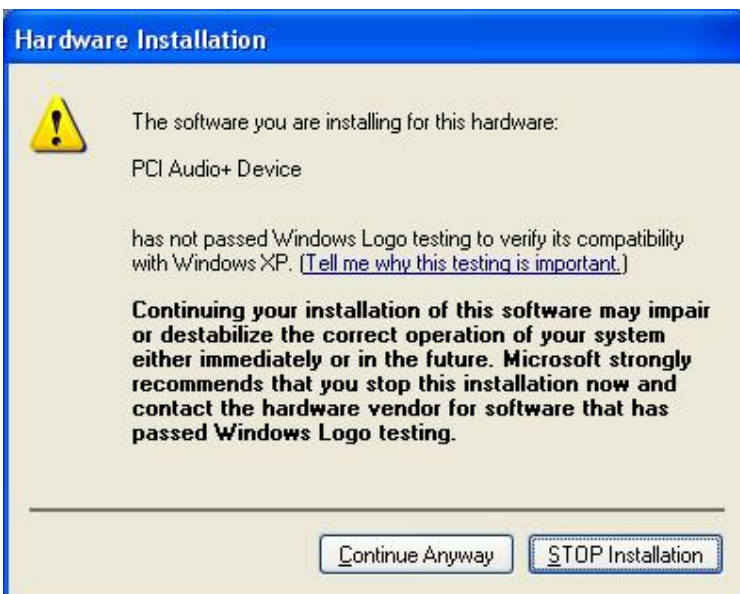 Hardware Installation
The software you are installing for this hardware:
PCI Audio+ Device
has not passed Windows Logo testing to verify its compatibility
with Windows XP. (Tell me why this testing is important.)
Continuing your installation of this software may impair
or destabilize the correct operation of your system
either immediately or in the future. Microsoft strongly
recommends that you stop this installation now and
contact the hardware vendor for software that has
passed Windows Logo testing.
Continue Anyway
STOP Installation